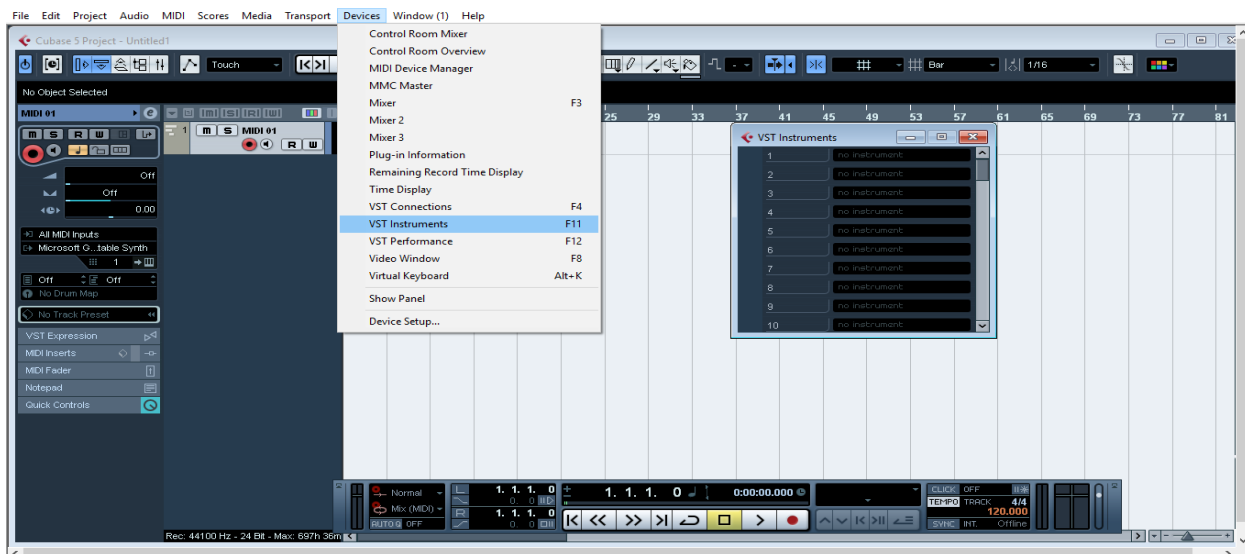 File Edit Project Audio MIDI Scores Media Transport Devices Window (1) Help
Cubase 5 Project - Untitled1
Touch
Bar
1/16
No Object Selected
MIDI 01
M S R W
Off
Off
0.00
All MIDI Inputs
Microsoft G...table Synth
1
Off Off
No Drum Map
No Track Preset
VST Expression
MIDI Inserts
MIDI Fader
Notepad
Quick Controls
1 M S MIDI 01
R W
Control Room Mixer
Control Room Overview
MIDI Device Manager
MMC Master
Mixer F3
Mixer 2
Mixer 3
Plug-in Information
Remaining Record Time Display
Time Display
VST Connections F4
VST Instruments F11
VST Performance F12
Video Window F8
Virtual Keyboard Alt+K
Show Panel
Device Setup...
25 29 33 37 41 45 49 53 57 61 65 69 73 77 81
VST Instruments
1 no instrument
2 no instrument
3 no instrument
4 no instrument
5 no instrument
6 no instrument
7 no instrument
8 no instrument
9 no instrument
10 no instrument
Normal
Mix (MIDI)
AUTO Q OFF
L 1. 1. 1. 0
0. 0
R 1. 1. 1. 0
0. 0
1. 1. 1. 0
0:00:00.000
CLICK OFF
TEMPO TRACK 4/4
120.000
SYNC INT. Offline
Rec: 44100 Hz - 24 Bit - Max: 697h 36m